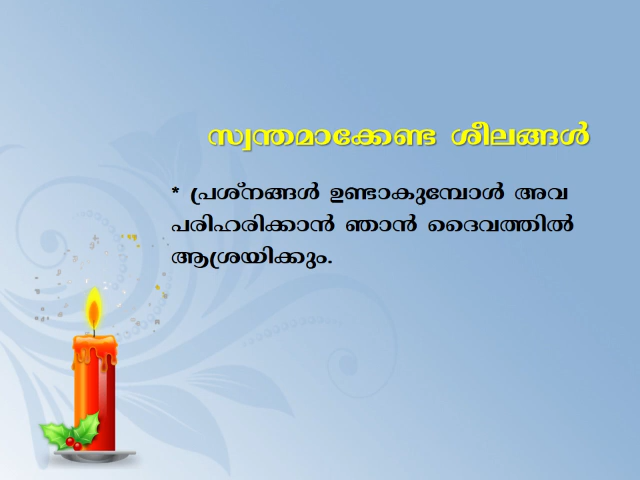 സ്വന്തമാക്കേണ്ട ശീലങ്ങൾ
* പ്രശ്നങ്ങൾ ഉണ്ടാകുമ്പോൾ അവ
പരിഹരിക്കാൻ ഞാൻ ദൈവത്തിൽ
ആശ്രയിക്കും.